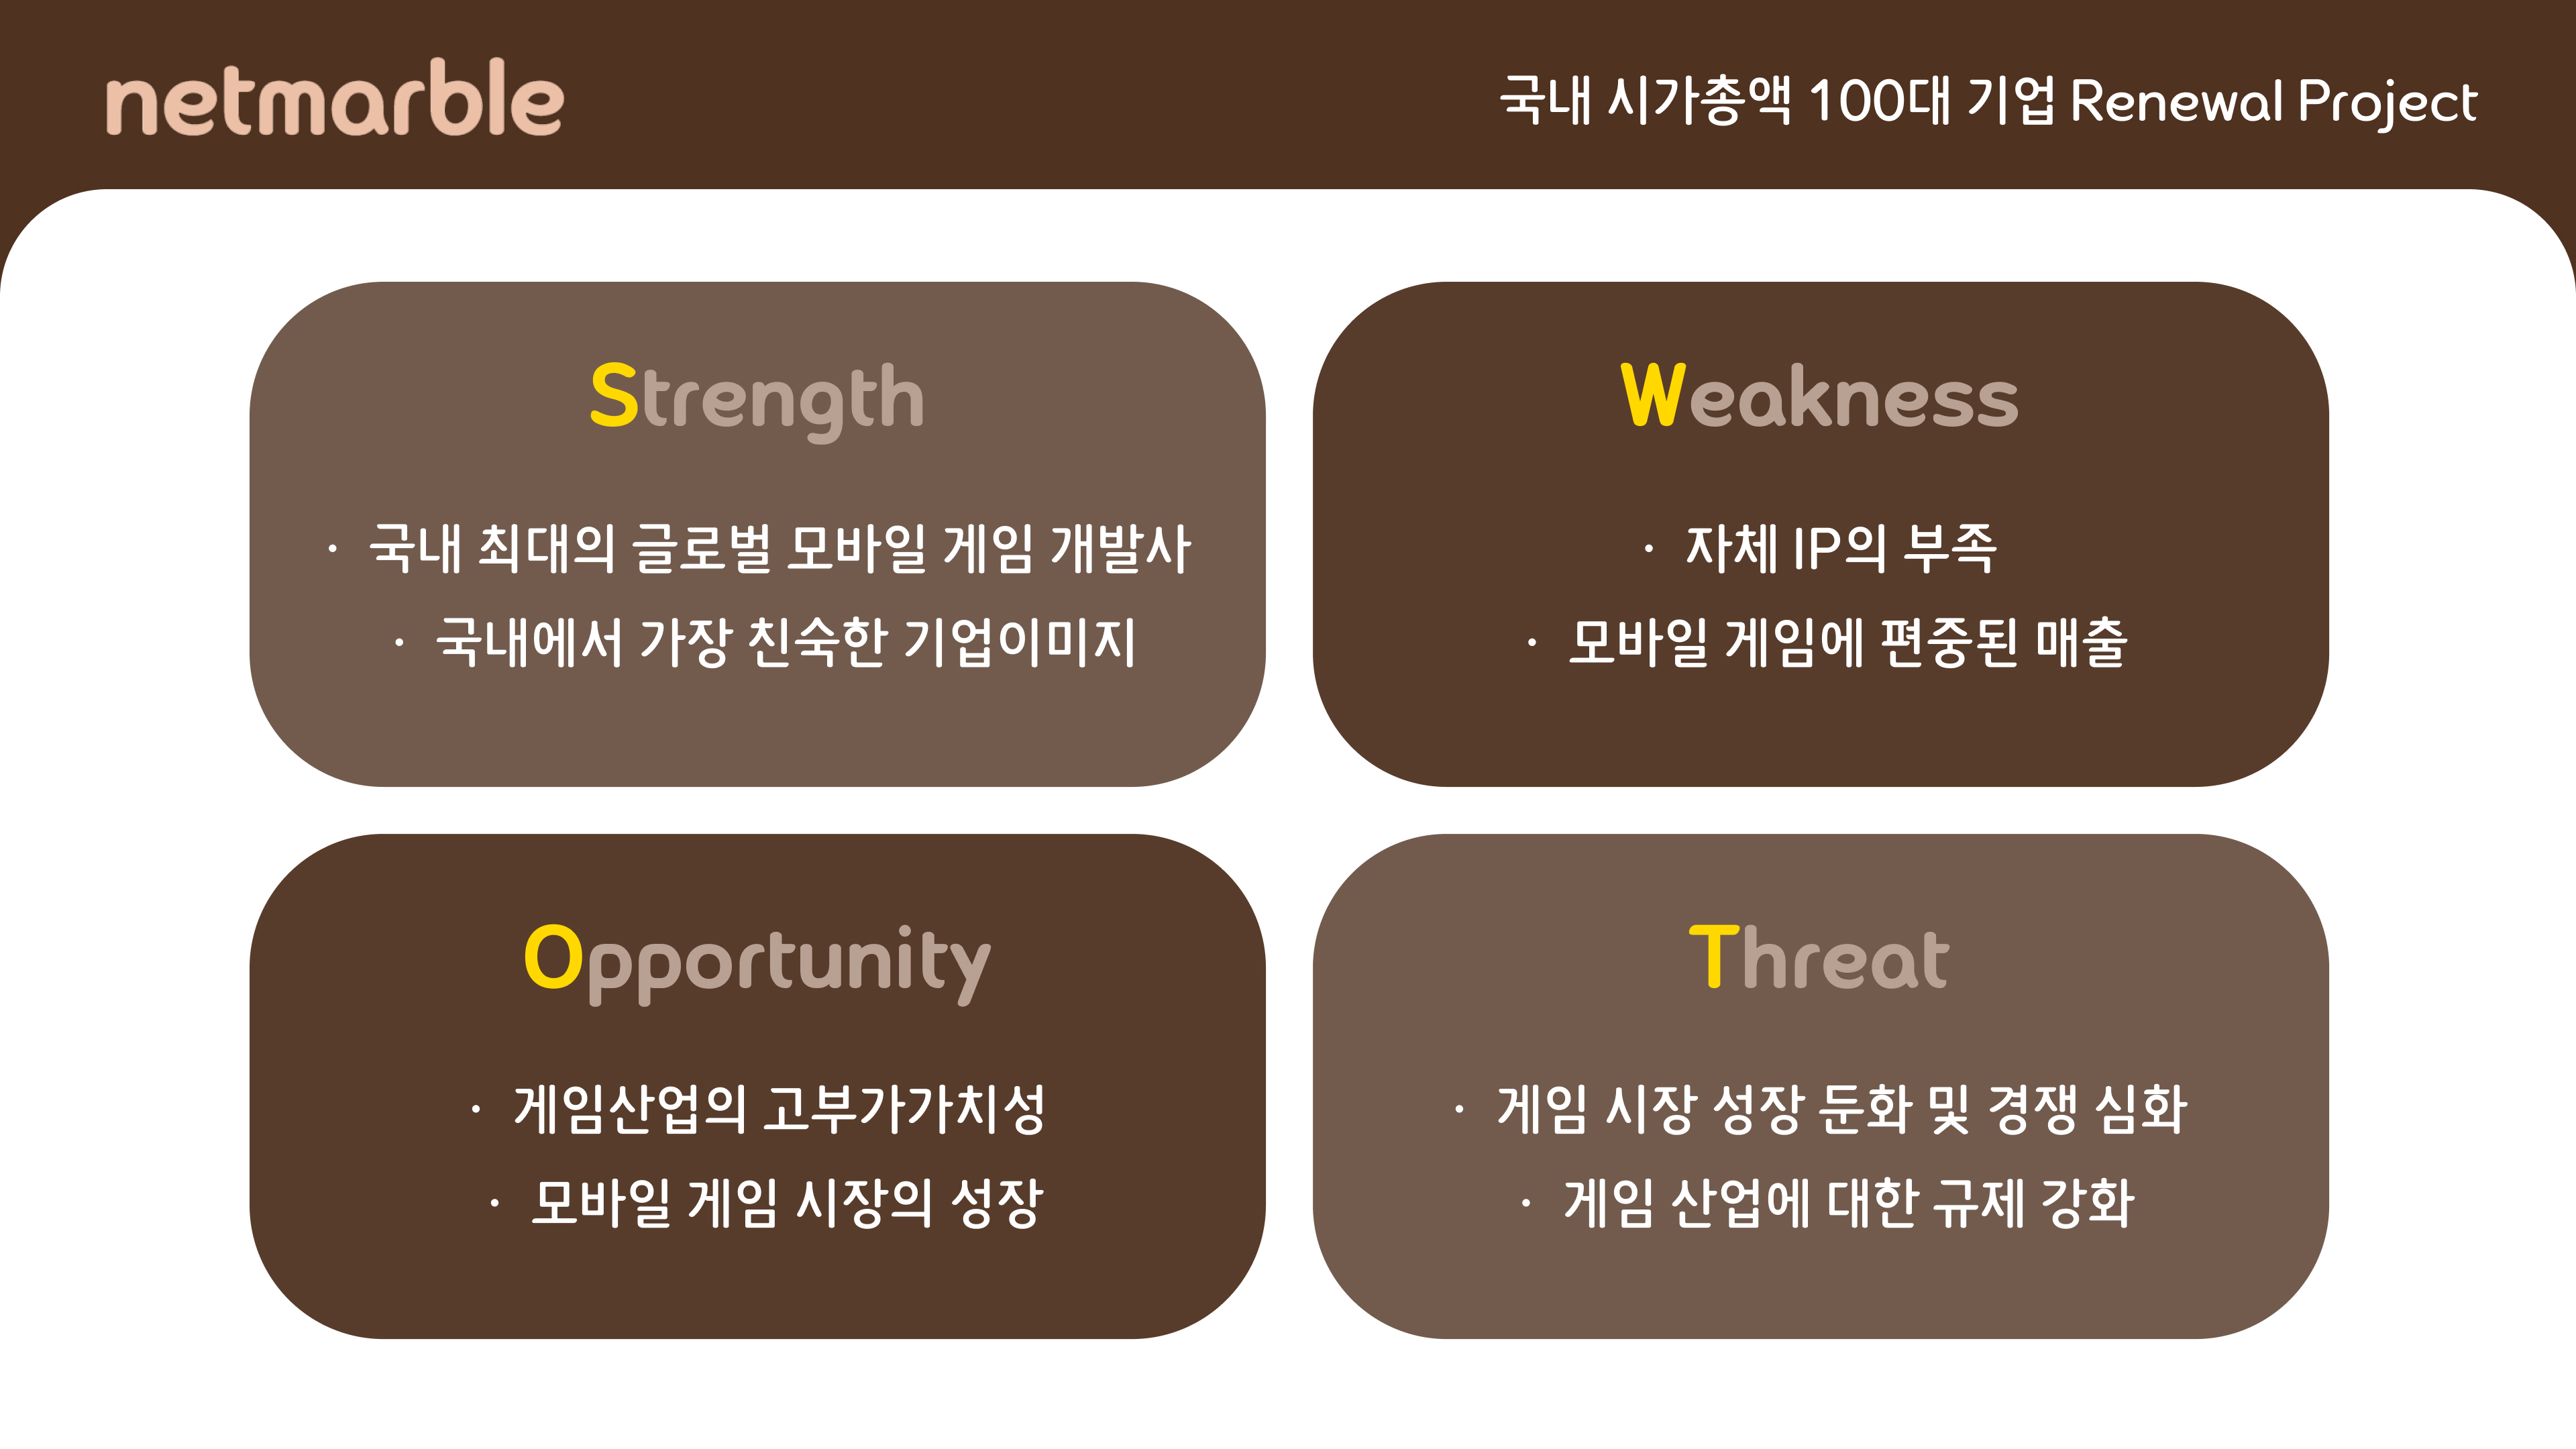 netmarble
국내 시가총액 100대 기업 Renewal Project
Strength
· 국내 최대의 글로벌 모바일 게임 개발사
· 국내에서 가장 친숙한 기업이미지
Weakness
· 자체 IP의 부족
· 모바일 게임에 편중된 매출
Opportunity
· 게임산업의 고부가가치성
· 모바일 게임 시장의 성장
Threat
· 게임 시장 성장 둔화 및 경쟁 심화
· 게임 산업에 대한 규제 강화